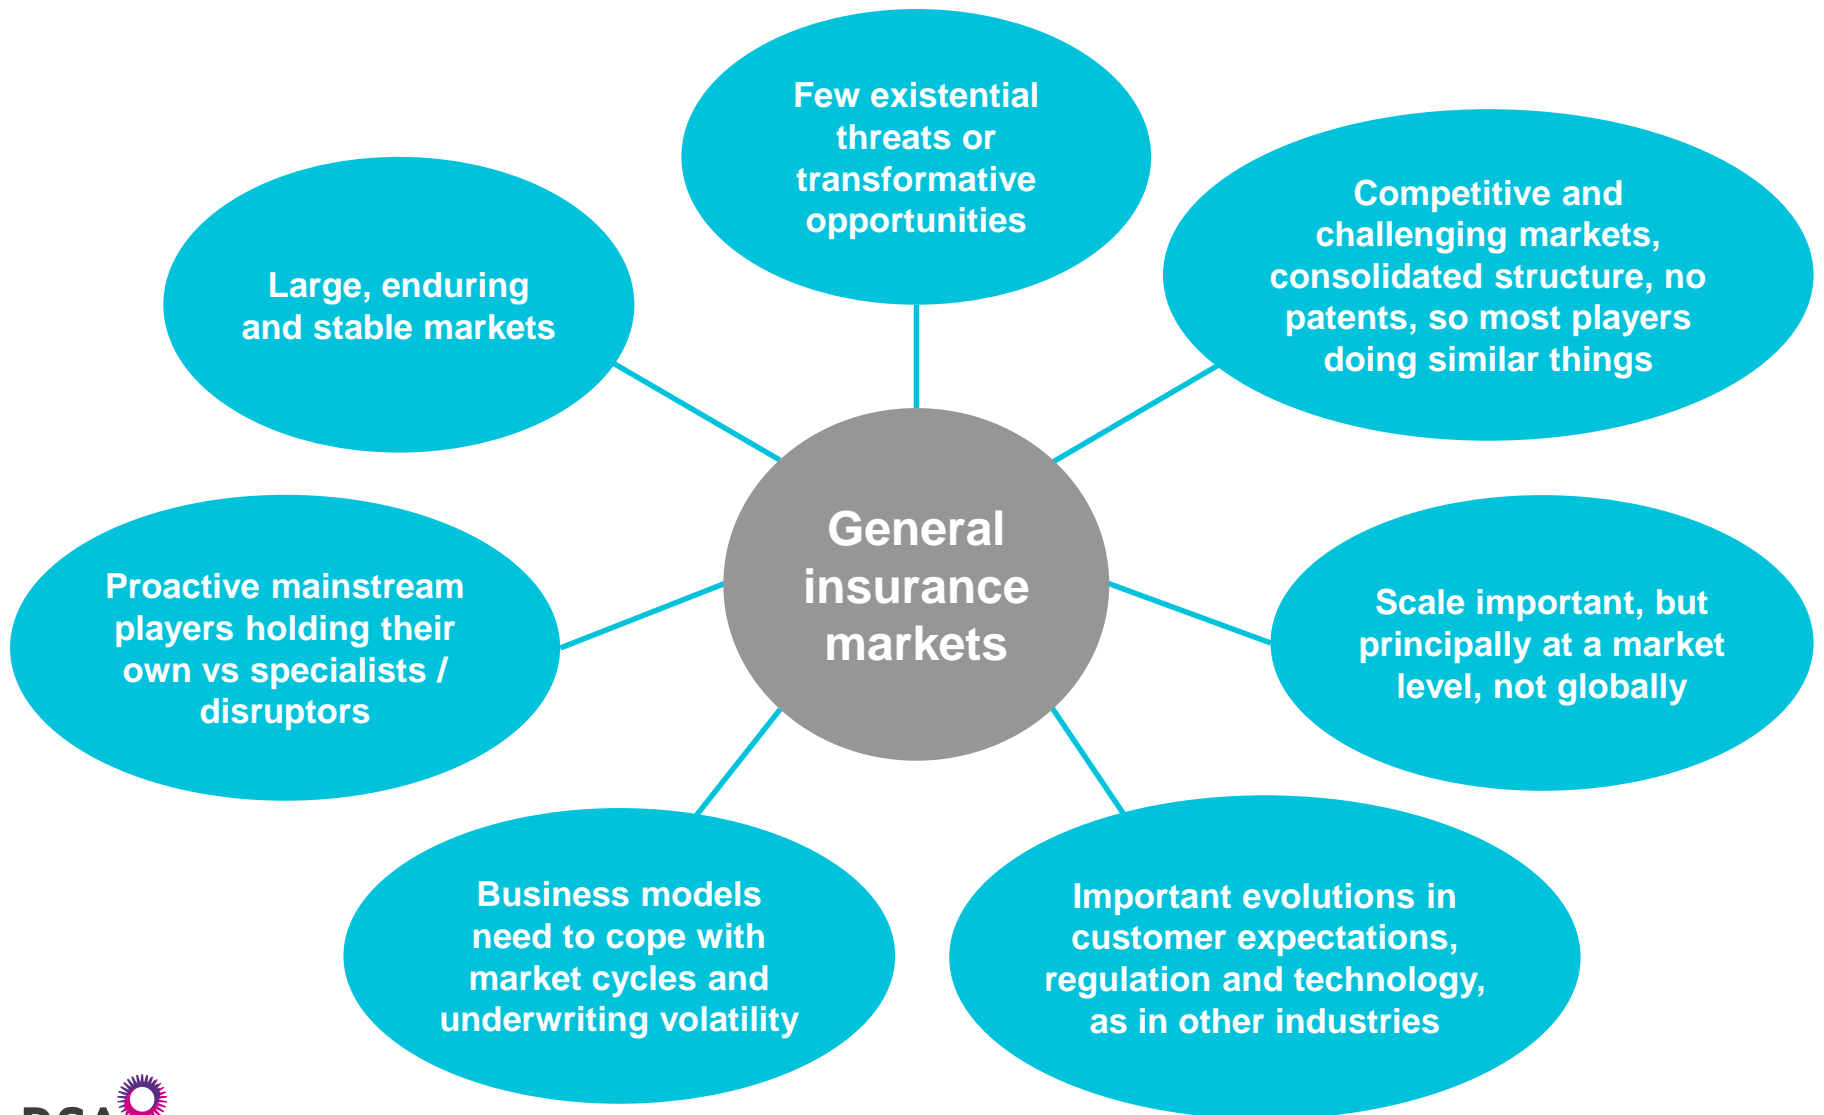 Few existential
threats or
transformative
opportunities
Competitive and
challenging markets,
consolidated structure, no
patents, so most players
doing similar things
Large, enduring
and stable markets
General
insurance
markets
Proactive mainstream
players holding their
own vs specialists /
disruptors
Scale important, but
principally at a market
level, not globally
Business models
need to cope with
market cycles and
underwriting volatility
Important evolutions in
customer expectations,
regulation and technology,
as in other industries